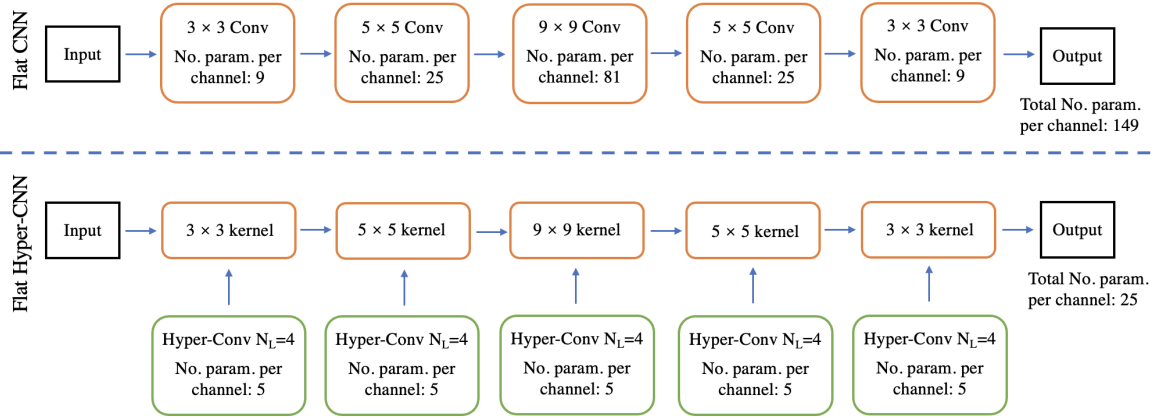 Flat CNN
Input
3 × 3 Conv
No. param. per
channel: 9
5 × 5 Conv
No. param. per
channel: 25
9 × 9 Conv
No. param. per
channel: 81
5 × 5 Conv
No. param. per
channel: 25
3 × 3 Conv
No. param. per
channel: 9
Output
Total No. param.
per channel: 149
Flat Hyper-CNN
Input
3 × 3 kernel
5 × 5 kernel
9 × 9 kernel
5 × 5 kernel
3 × 3 kernel
Output
Total No. param.
per channel: 25
Hyper-Conv N_L=4
No. param. per
channel: 5
Hyper-Conv N_L=4
No. param. per
channel: 5
Hyper-Conv N_L=4
No. param. per
channel: 5
Hyper-Conv N_L=4
No. param. per
channel: 5
Hyper-Conv N_L=4
No. param. per
channel: 5